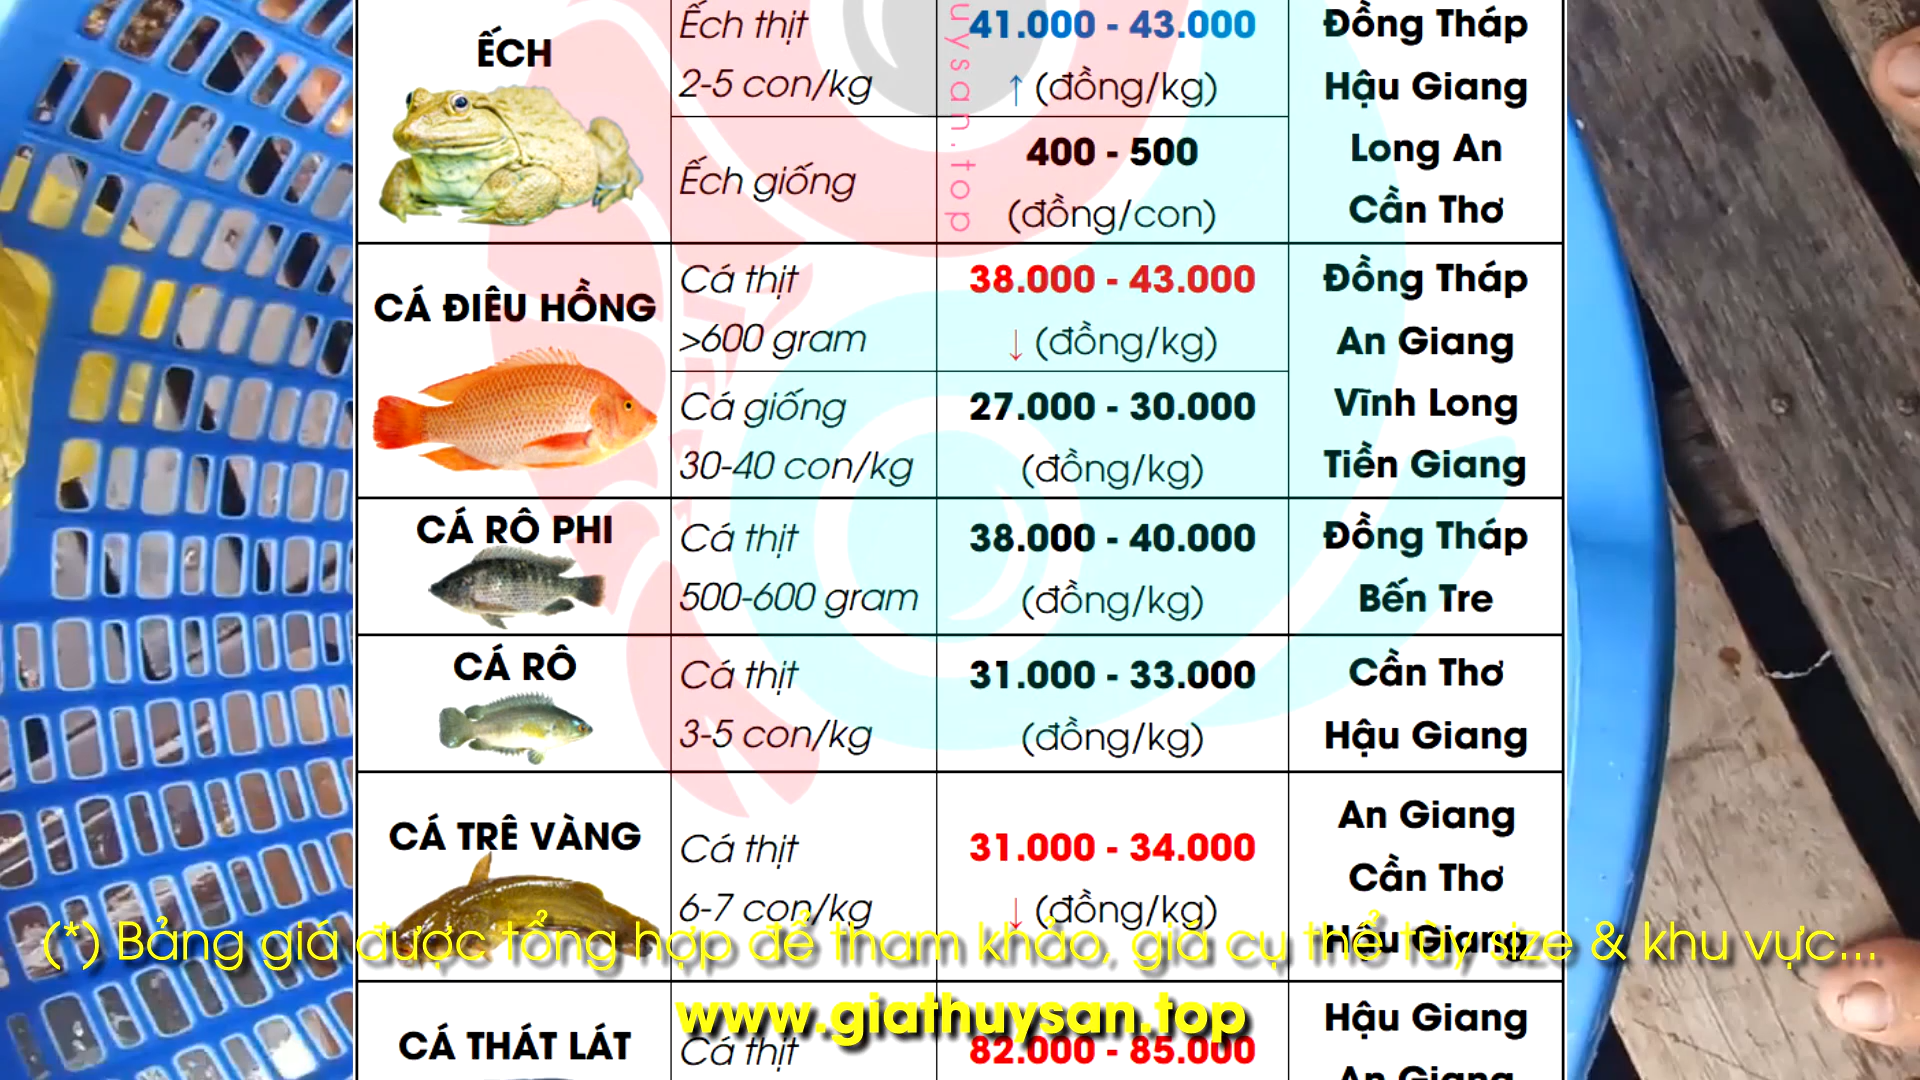 ẾCH
Ếch thịt
2-5 con/kg
41.000 - 43.000
↑ (đồng/kg)
Ếch giống
400 - 500
(đồng/con)
Đồng Tháp
Hậu Giang
Long An
Cần Thơ
CÁ ĐIÊU HỒNG
Cá thịt
>600 gram
38.000 - 43.000
↓ (đồng/kg)
Cá giống
30-40 con/kg
27.000 - 30.000
(đồng/kg)
Đồng Tháp
An Giang
Vĩnh Long
Tiền Giang
CÁ RÔ PHI
Cá thịt
500-600 gram
38.000 - 40.000
(đồng/kg)
Đồng Tháp
Bến Tre
CÁ RÔ
Cá thịt
3-5 con/kg
31.000 - 33.000
(đồng/kg)
Cần Thơ
Hậu Giang
CÁ TRÊ VÀNG
Cá thịt
6-7 con/kg
31.000 - 34.000
↓ (đồng/kg)
An Giang
Cần Thơ
Hậu Giang
(*) Bảng giá được tổng hợp để tham khảo, giá cụ thể tùy size & khu vực...
www.giathuysan.top
CÁ THÁT LÁT
Cá thịt
82.000 - 85.000
Hậu Giang
An Giang
uysan.top